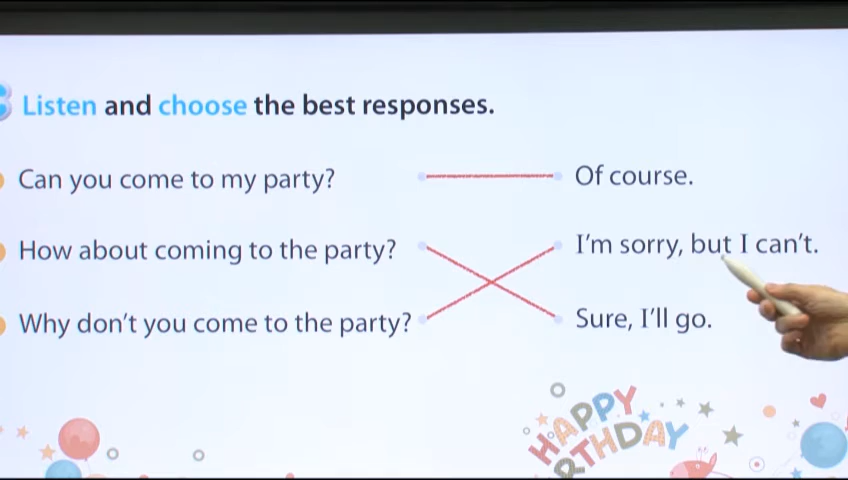 Listen and choose the best responses.
Can you come to my party?
Of course.
How about coming to the party?
I'm sorry, but I can't.
Why don't you come to the party?
Sure, I'll go.
HAPPY